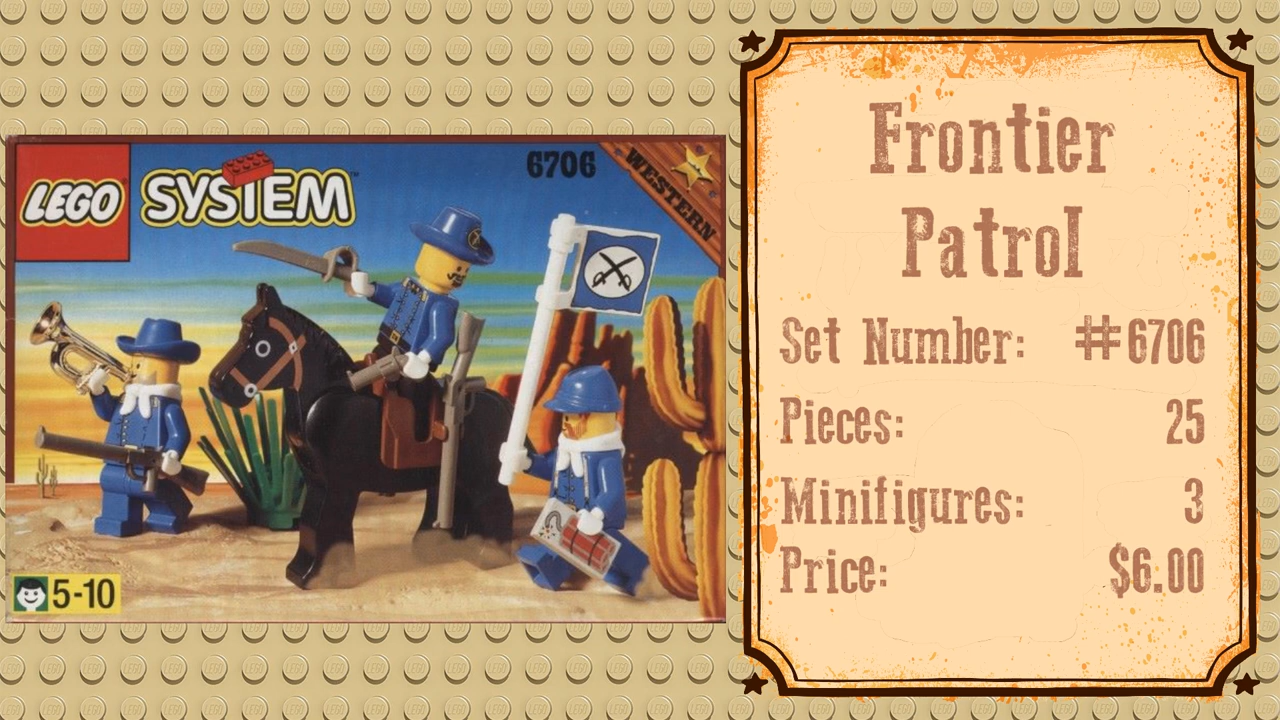 LEGO SYSTEM
6706
WESTERN
5-10
Frontier
Patrol
Set Number: #6706
Pieces: 25
Minifigures: 3
Price: $6.00